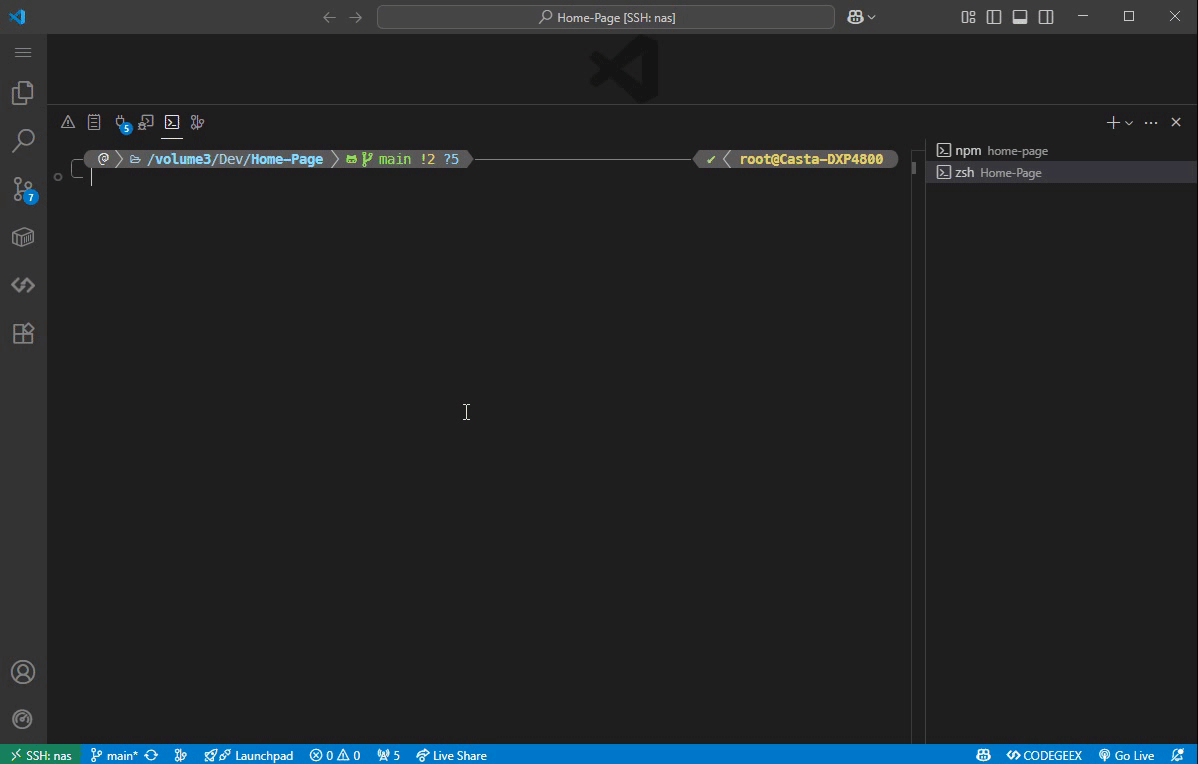 Home-Page [SSH: nas]
5
@ /volume3/Dev/Home-Page main !2 ?5 ✔ root@Casta-DXP4800
npm home-page
zsh Home-Page
7
SSH: nas main* Launchpad 0 0 5 Live Share CODEGEEX Go Live